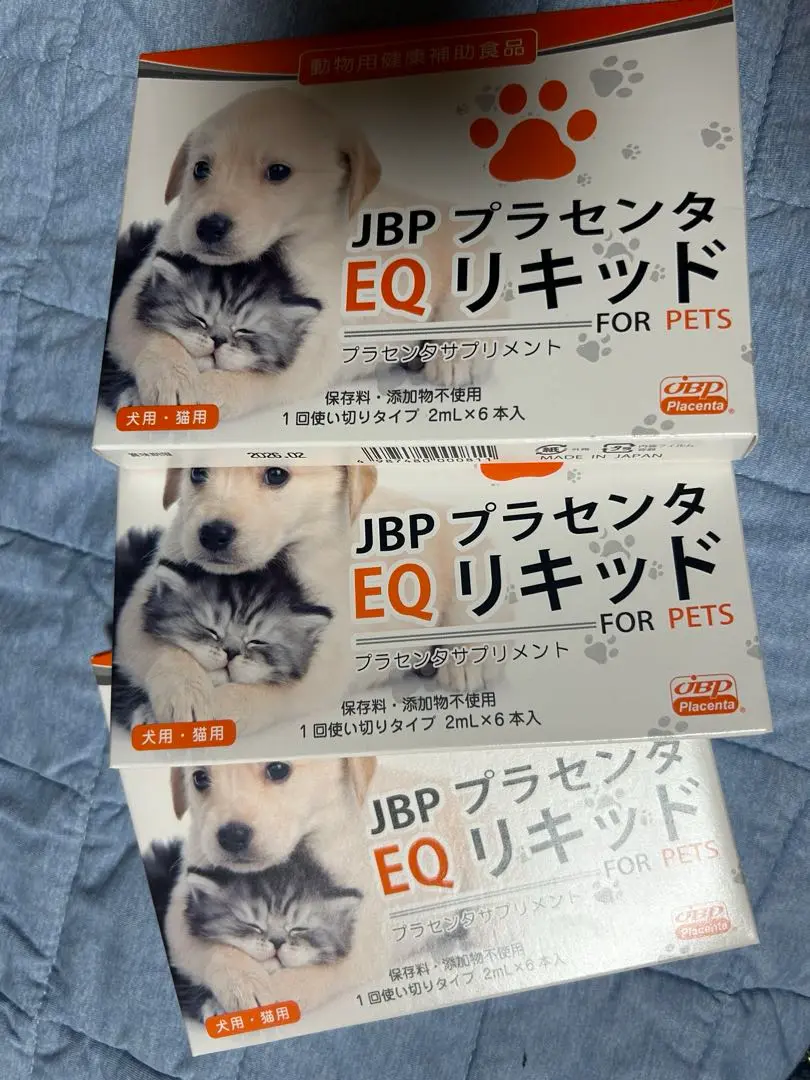 動物用健康補助食品
JBP プラセンタ
EQ リキッド
FOR PETS
プラセンタサプリメント
保存料・添加物不使用
1回使い切りタイプ 2mL×6本入
犬用・猫用
JBP
Placenta
賞味期限 2026.02
4 987480 000811
MADE IN JAPAN
JBP プラセンタ
EQ リキッド
FOR PETS
プラセンタサプリメント
保存料・添加物不使用
1回使い切りタイプ 2mL×6本入
犬用・猫用
JBP
Placenta
JBP プラセンタ
EQ リキッド
FOR PETS
プラセンタサプリメント
保存料・添加物不使用
1回使い切りタイプ 2mL×6本入
犬用・猫用
JBP
Placenta